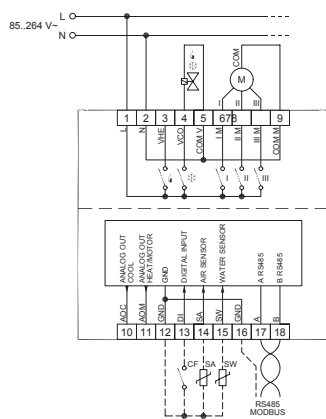 L
85..264 V~
N
COM
M
I
II
III
1 2 3 4 5 678 9
L
N
VHE
VCO
COM V
I M
II M
III M
COM M
I
II
III
ANALOG OUT COOL
ANALOG OUT HEAT/MOTOR
GND
DIGITAL INPUT
AIR SENSOR
WATER SENSOR
A RS485
B RS485
AOC
AOM
GND
DI
SA
SW
GND
A
B
10 11 12 13 14 15 16 17 18
CF SA SW
RS485
MODBUS